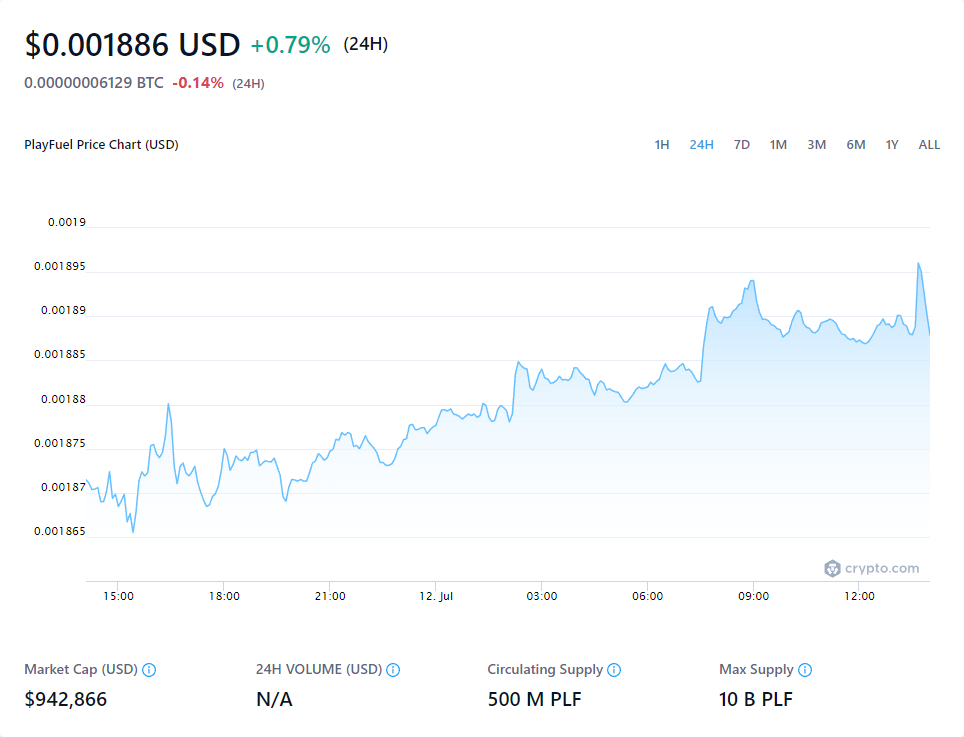 $0.001886 USD +0.79% (24H)
0.00000006129 BTC -0.14% (24H)
PlayFuel Price Chart (USD) 1H 24H 7D 1M 3M 6M 1Y ALL
0.0019
0.001895
0.00189
0.001885
0.00188
0.001875
0.00187
0.001865
crypto.com
15:00 18:00 21:00 12. Jul 03:00 06:00 09:00 12:00
Market Cap (USD) 24H VOLUME (USD) Circulating Supply Max Supply
$942,866 N/A 500 M PLF 10 B PLF